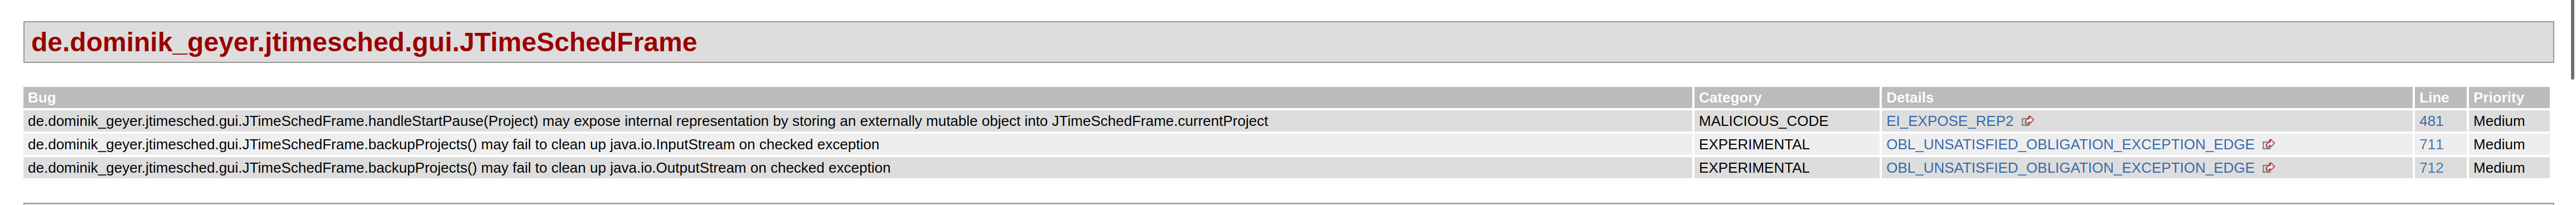 de.dominik_geyer.jtimesched.gui.JTimeSchedFrame
Bug Category Details Line Priority
de.dominik_geyer.jtimesched.gui.JTimeSchedFrame.handleStartPause(Project) may expose internal representation by storing an externally mutable object into JTimeSchedFrame.currentProject MALICIOUS_CODE EI_EXPOSE_REP2 481 Medium
de.dominik_geyer.jtimesched.gui.JTimeSchedFrame.backupProjects() may fail to clean up java.io.InputStream on checked exception EXPERIMENTAL OBL_UNSATISFIED_OBLIGATION_EXCEPTION_EDGE 711 Medium
de.dominik_geyer.jtimesched.gui.JTimeSchedFrame.backupProjects() may fail to clean up java.io.OutputStream on checked exception EXPERIMENTAL OBL_UNSATISFIED_OBLIGATION_EXCEPTION_EDGE 712 Medium